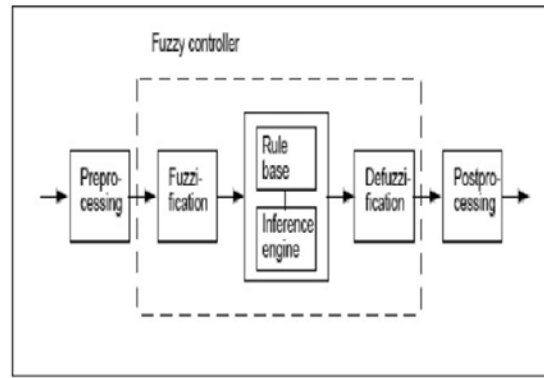 Fuzzy controller
Prepro-
cessing
Fuzzi-
fication
Rule
base
Inference
engine
Defuzzi-
fication
Postpro-
cessing